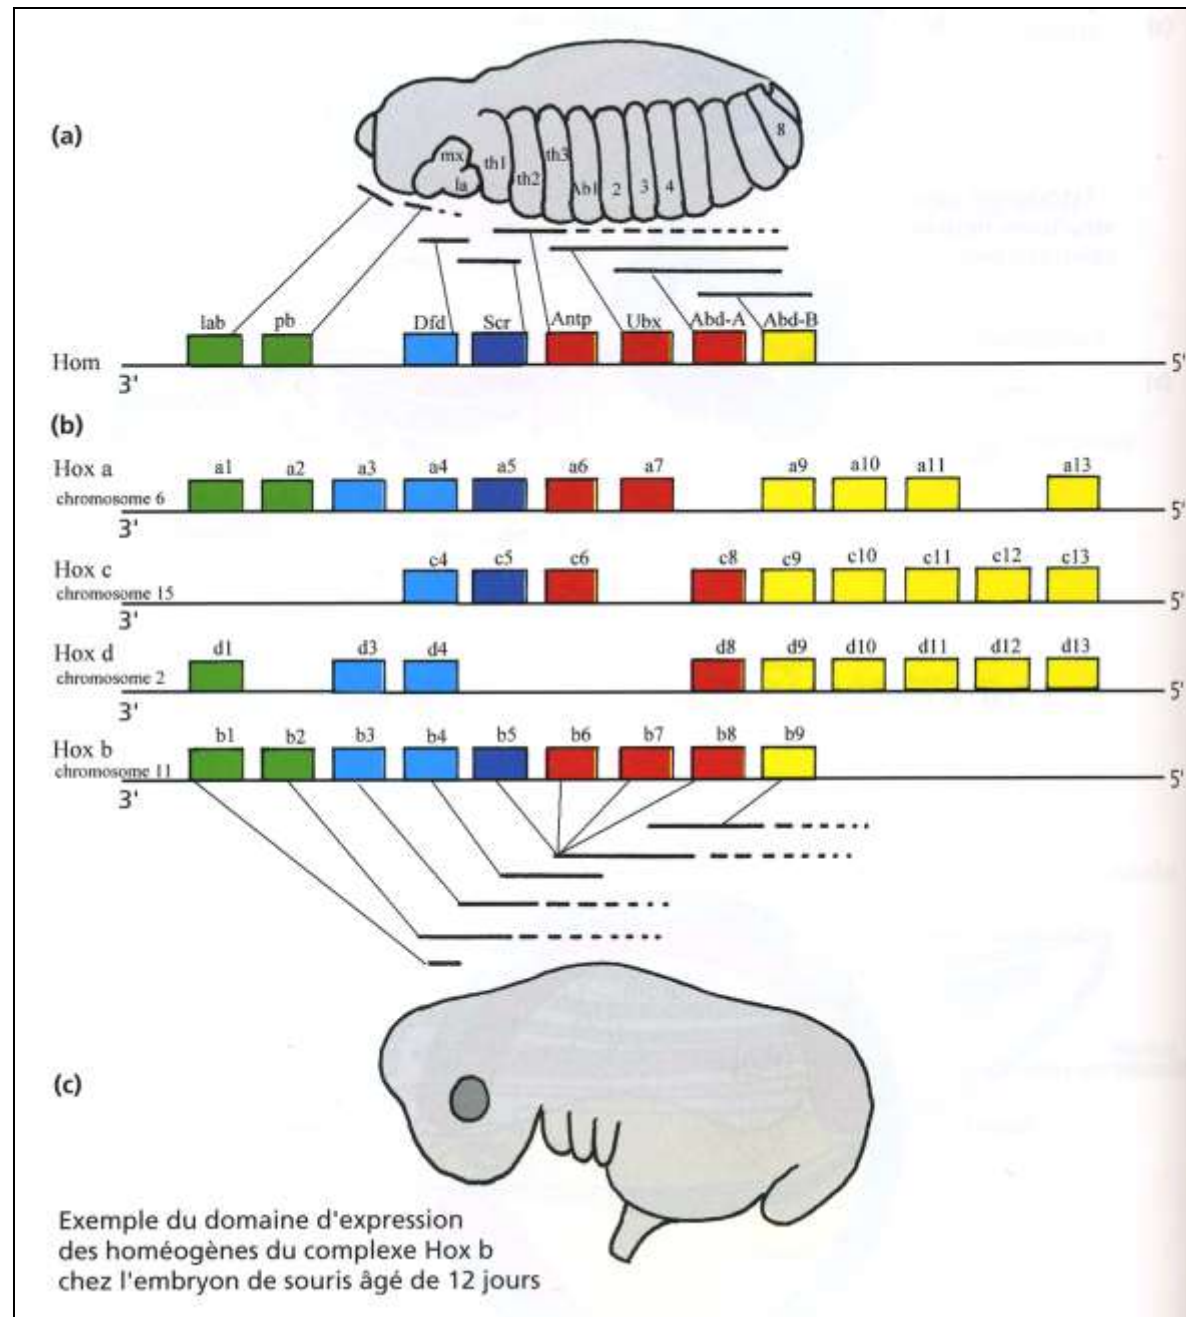 (a)
mx
la
th1
th2
th3
Ab1
2
3
4
8
lab pb Dfd Scr Antp Ubx Abd-A Abd-B
Hom
3' 5'
(b)
Hox a
a1 a2 a3 a4 a5 a6 a7 a9 a10 a11 a13
chromosome 6
3' 5'
Hox c
c4 c5 c6 c8 c9 c10 c11 c12 c13
chromosome 15
3' 5'
Hox d
d1 d3 d4 d8 d9 d10 d11 d12 d13
chromosome 2
3' 5'
Hox b
b1 b2 b3 b4 b5 b6 b7 b8 b9
chromosome 11
3' 5'
(c)
Exemple du domaine d'expression
des homéogènes du complexe Hox b
chez l'embryon de souris âgé de 12 jours